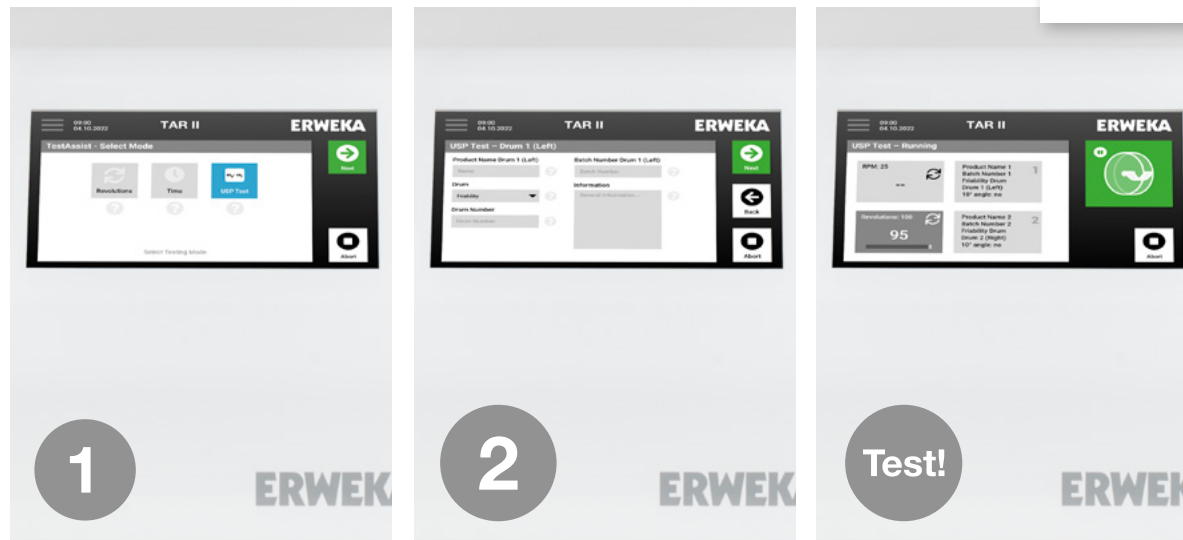 09:00
04.10.2022
TAR II
ERWEKA
TestAssist - Select Mode
Revolutions
Time
USP Test
?
?
?
Select Testing Mode
Next
Abort
1
ERWEK
09:00
04.10.2022
TAR II
ERWEKA
USP Test – Drum 1 (Left)
Product Name Drum 1 (Left)
Name
?
Batch Number Drum 1 (Left)
Batch Number
?
Drum
Friability
?
Information
General Information...
?
Drum Number
Drum Number
?
Next
Back
Abort
2
ERWEKA
09:00
04.10.2022
TAR II
ERWEKA
USP Test – Running
RPM: 25
--
Product Name 1
Batch Number 1
Friability Drum
Drum 1 (Left)
10° angle: no
1
Revolutions: 100
95
Product Name 2
Batch Number 2
Friability Drum
Drum 2 (Right)
10° angle: no
2
Abort
Test!
ERWEK